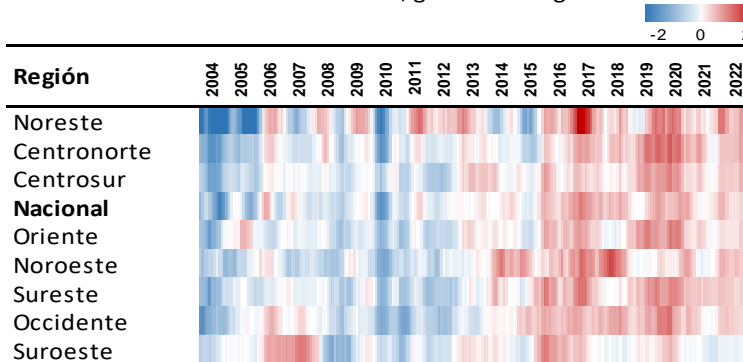 -2 0
Región 2004 2005 2006 2007 2008 2009 2010 2011 2012 2013 2014 2015 2016 2017 2018 2019 2020 2021 2022
Noreste
Centronorte
Centrosur
Nacional
Oriente
Noroeste
Sureste
Occidente
Suroeste